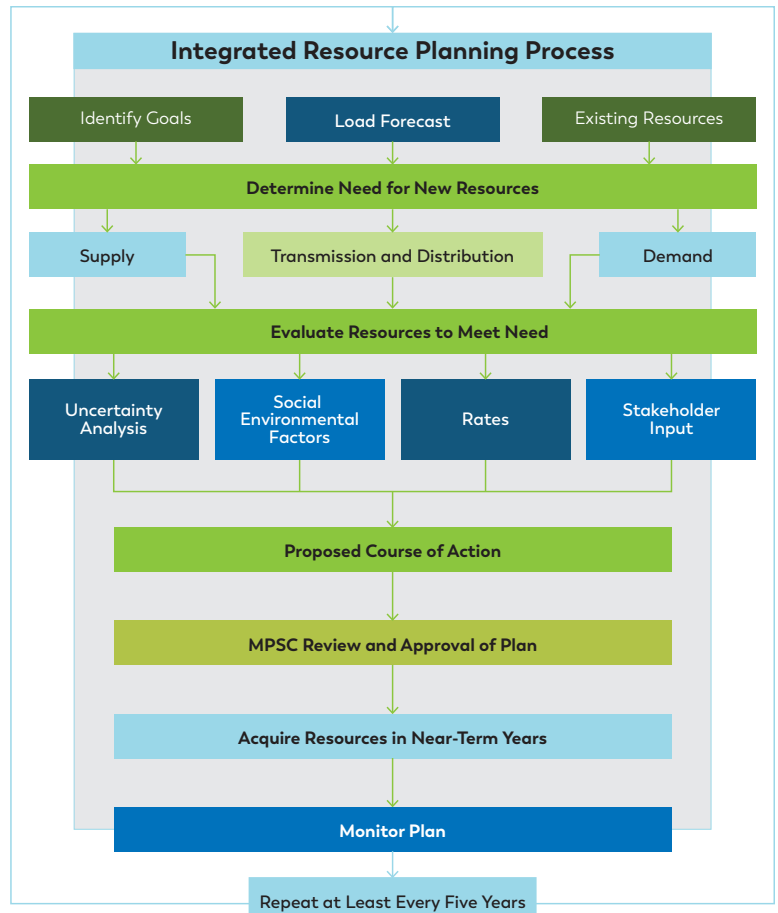 Integrated Resource Planning Process
Identify Goals
Load Forecast
Existing Resources
Determine Need for New Resources
Supply
Transmission and Distribution
Demand
Evaluate Resources to Meet Need
Uncertainty
Analysis
Social
Environmental
Factors
Rates
Stakeholder
Input
Proposed Course of Action
MPSC Review and Approval of Plan
Acquire Resources in Near-Term Years
Monitor Plan
Repeat at Least Every Five Years